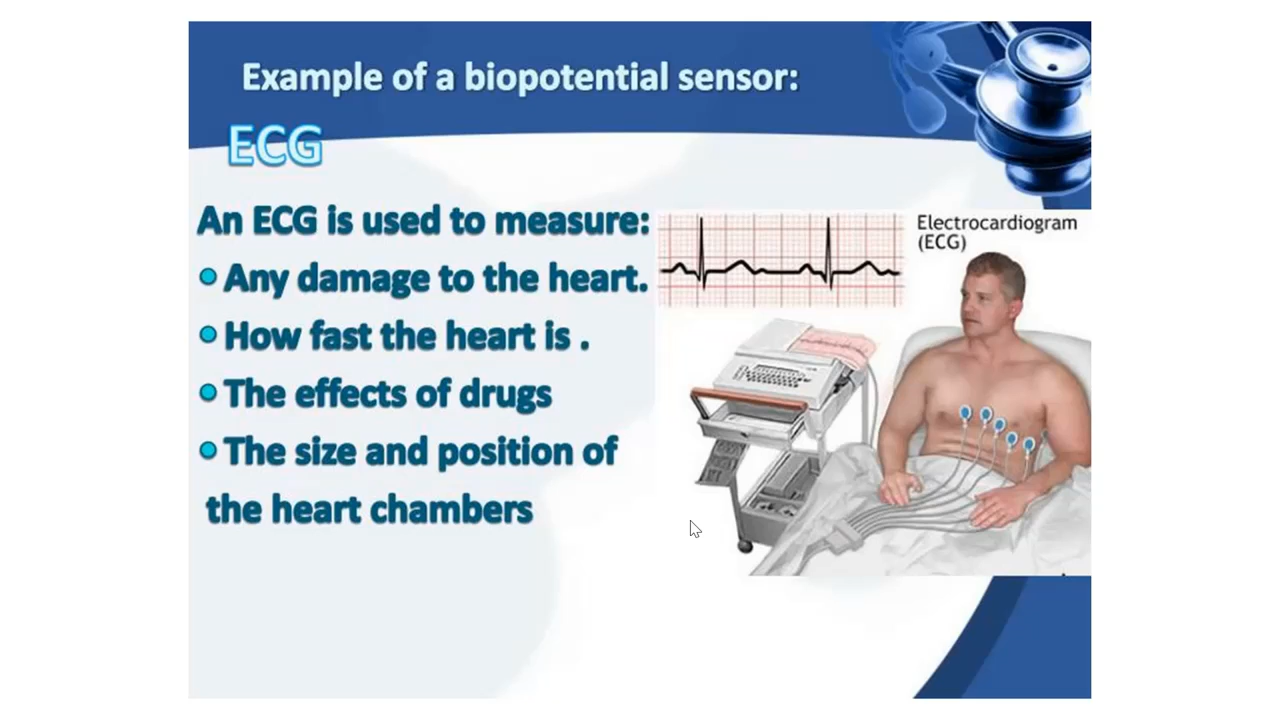 Example of a biopotential sensor:
ECG
An ECG is used to measure:
Any damage to the heart.
How fast the heart is .
The effects of drugs
The size and position of
the heart chambers
Electrocardiogram
(ECG)